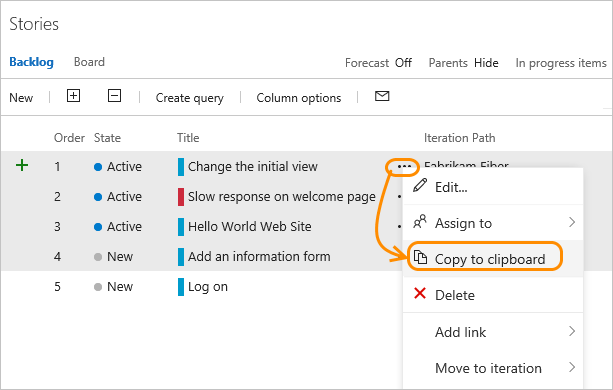 Stories
Backlog Board Forecast Off Parents Hide In progress items
New Create query Column options
Order State Title Iteration Path
1 Active Change the initial view ••• Fabrikam Fiber
2 Active Slow response on welcome page
3 Active Hello World Web Site
4 New Add an information form
5 New Log on
Edit...
Assign to
Copy to clipboard
Delete
Add link
Move to iteration